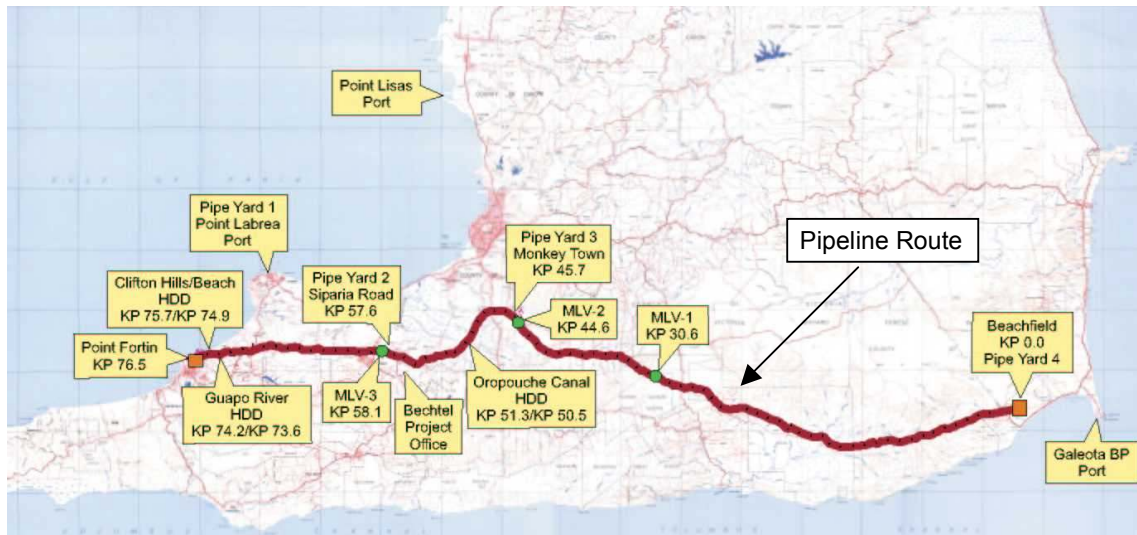 Point Lisas
Port
Pipe Yard 1
Point Labrea
Port
Pipe Yard 3
Monkey Town
KP 45.7
Pipeline Route
Clifton Hills/Beach
HDD
KP 75.7/KP 74.9
Pipe Yard 2
Siparia Road
KP 57.6
MLV-2
KP 44.6
MLV-1
KP 30.6
Beachfield
KP 0.0
Pipe Yard 4
Point Fortin
KP 76.5
Guapo River
HDD
KP 74.2/KP 73.6
MLV-3
KP 58.1
Bechtel
Project
Office
Oropouche Canal
HDD
KP 51.3/KP 50.5
Galeota BP
Port